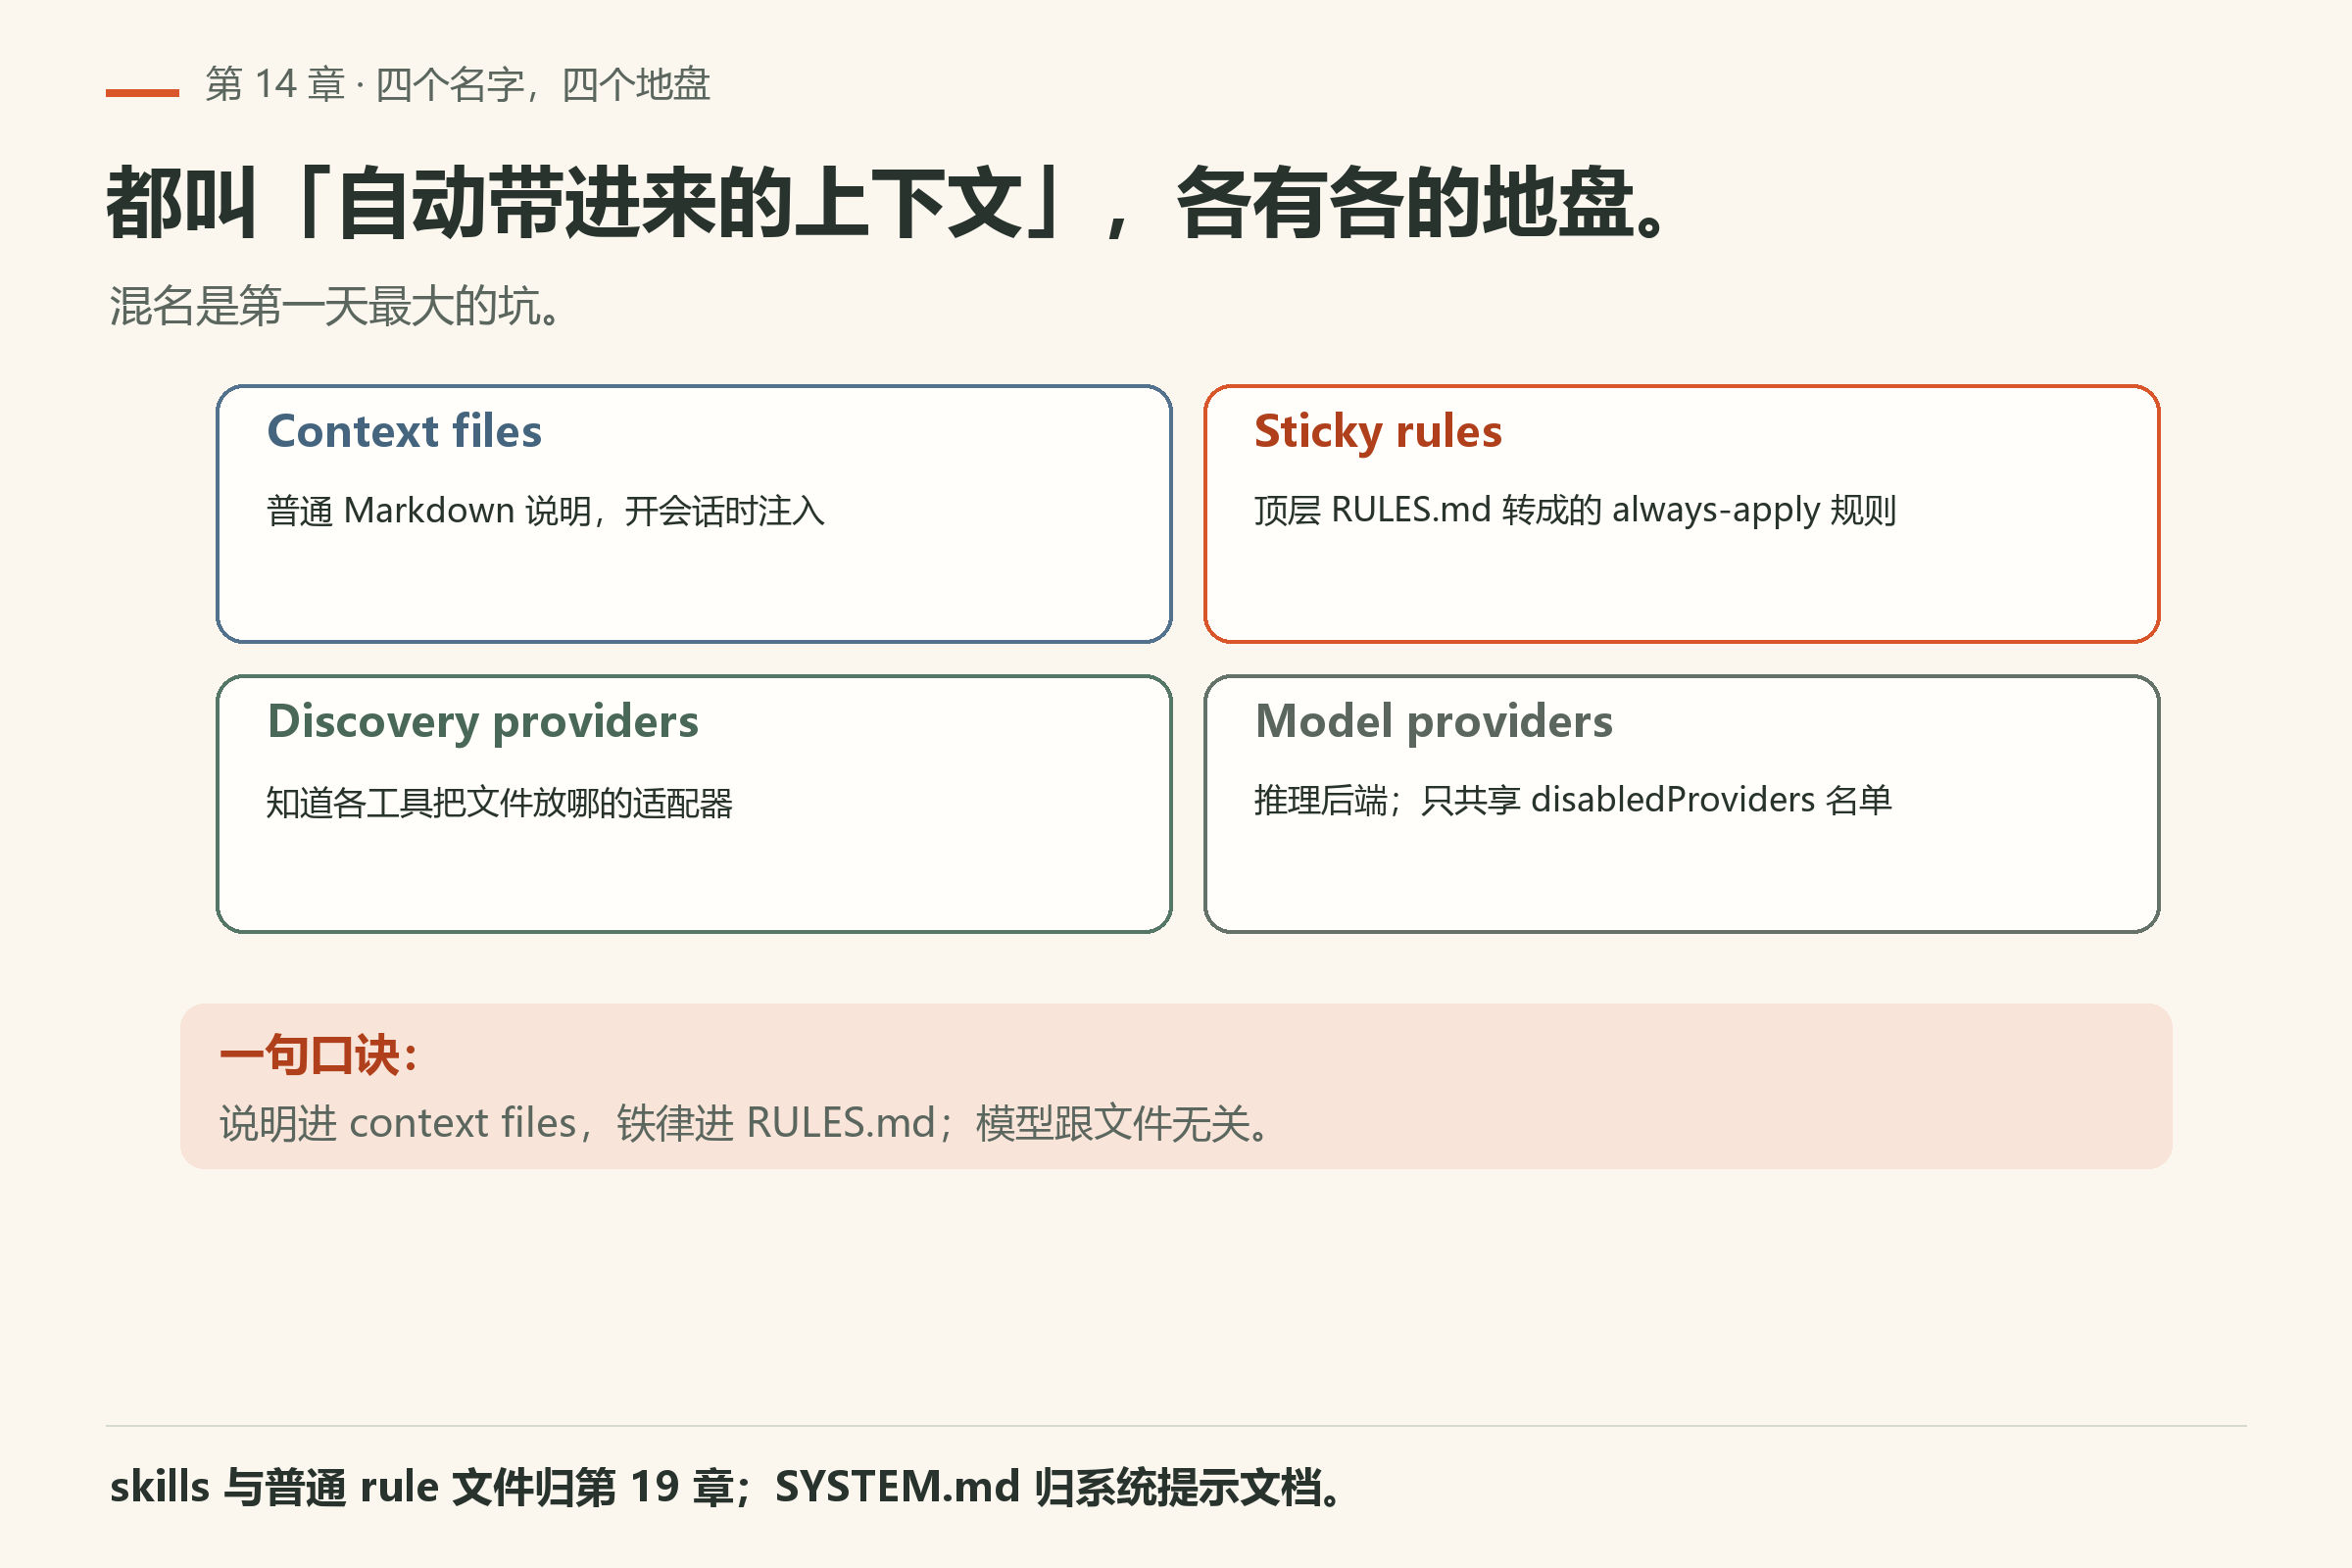 第 14 章 · 四个名字，四个地盘
都叫「自动带进来的上下文」，各有各的地盘。
混名是第一天最大的坑。
Context files
普通 Markdown 说明，开会话时注入
Sticky rules
顶层 RULES.md 转成的 always-apply 规则
Discovery providers
知道各工具把文件放哪的适配器
Model providers
推理后端；只共享 disabledProviders 名单
一句口诀：
说明进 context files，铁律进 RULES.md；模型跟文件无关。
skills 与普通 rule 文件归第 19 章；SYSTEM.md 归系统提示文档。